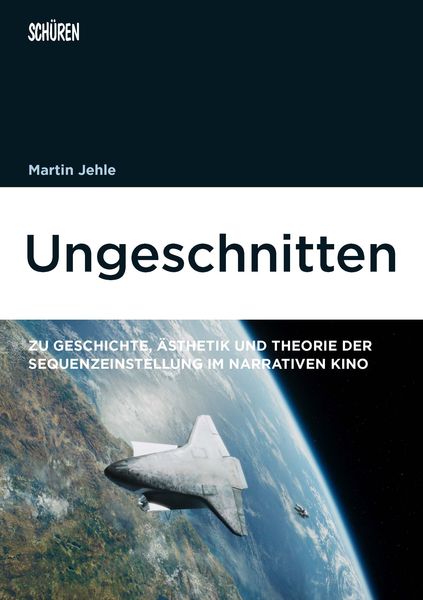 SCHÜREN
Martin Jehle
Ungeschnitten
ZU GESCHICHTE, ÄSTHETIK UND THEORIE DER
SEQUENZEINSTELLUNG IM NARRATIVEN KINO